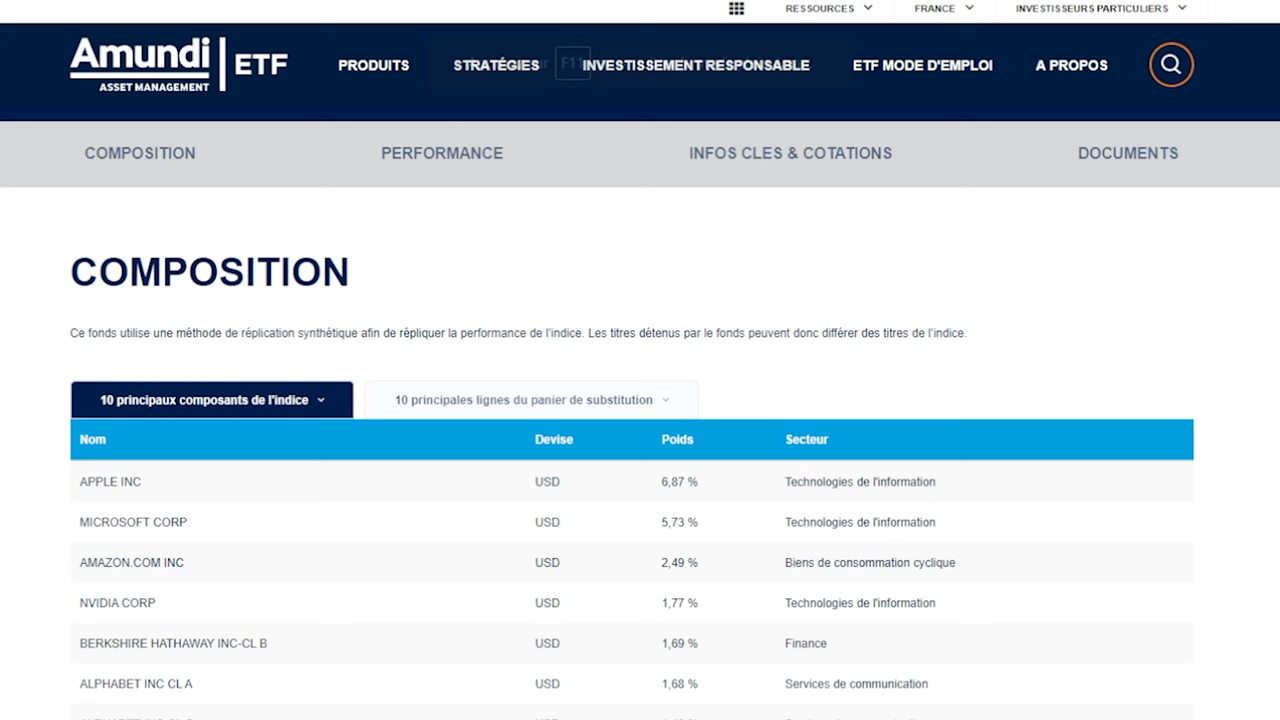 RESSOURCES FRANCE INVESTISSEURS PARTICULIERS
Amundi ETF
ASSET MANAGEMENT
PRODUITS STRATÉGIES F11 INVESTISSEMENT RESPONSABLE ETF MODE D'EMPLOI A PROPOS
COMPOSITION PERFORMANCE INFOS CLES & COTATIONS DOCUMENTS
COMPOSITION
Ce fonds utilise une méthode de réplication synthétique afin de répliquer la performance de l'indice. Les titres détenus par le fonds peuvent donc différer des titres de l'indice.
10 principaux composants de l'indice 10 principales lignes du panier de substitution
Nom Devise Poids Secteur
APPLE INC USD 6,87 % Technologies de l'information
MICROSOFT CORP USD 5,73 % Technologies de l'information
AMAZON.COM INC USD 2,49 % Biens de consommation cyclique
NVIDIA CORP USD 1,77 % Technologies de l'information
BERKSHIRE HATHAWAY INC-CL B USD 1,69 % Finance
ALPHABET INC CL A USD 1,68 % Services de communication